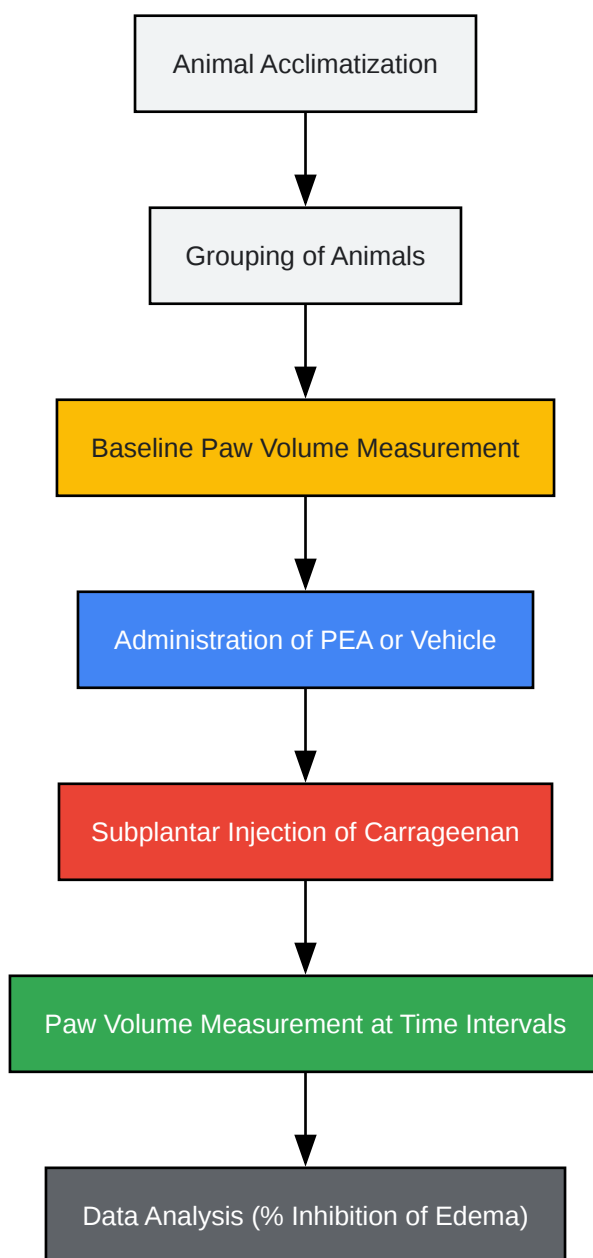 Animal Acclimatization
Grouping of Animals
Baseline Paw Volume Measurement
Administration of PEA or Vehicle
Subplantar Injection of Carrageenan
Paw Volume Measurement at Time Intervals
Data Analysis (% Inhibition of Edema)